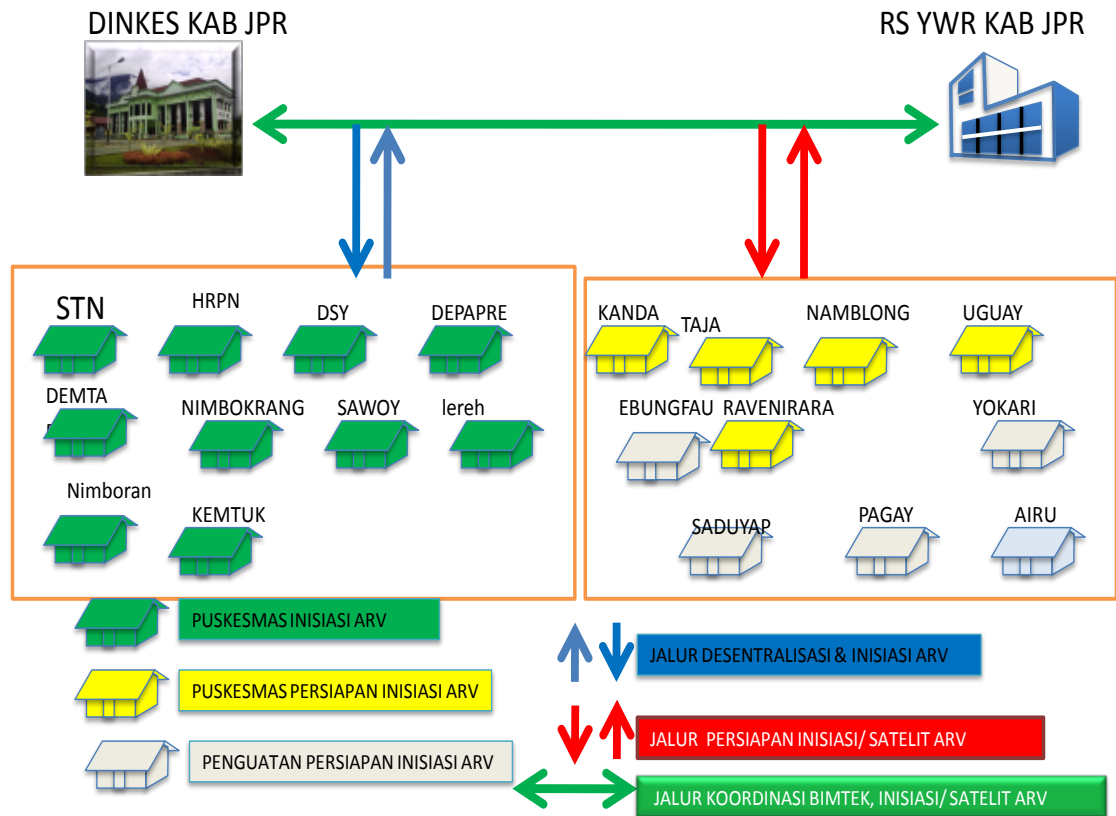 DINKES KAB JPR
RS YWR KAB JPR
STN
HRPN
DSY
DEPAPRE
DEMTA
NIMBOKRANG
SAWOY
lereh
Nimboran
KEMTUK
KANDA
TAJA
NAMBLONG
UGUAY
EBUNGFAU
RAVENIRARA
YOKARI
SADUYAP
PAGAY
AIRU
PUSKESMAS INISIASI ARV
PUSKESMAS PERSIAPAN INISIASI ARV
PENGUATAN PERSIAPAN INISIASI ARV
JALUR DESENTRALISASI & INISIASI ARV
JALUR PERSIAPAN INISIASI/ SATELIT ARV
JALUR KOORDINASI BIMTEK, INISIASI/ SATELIT ARV